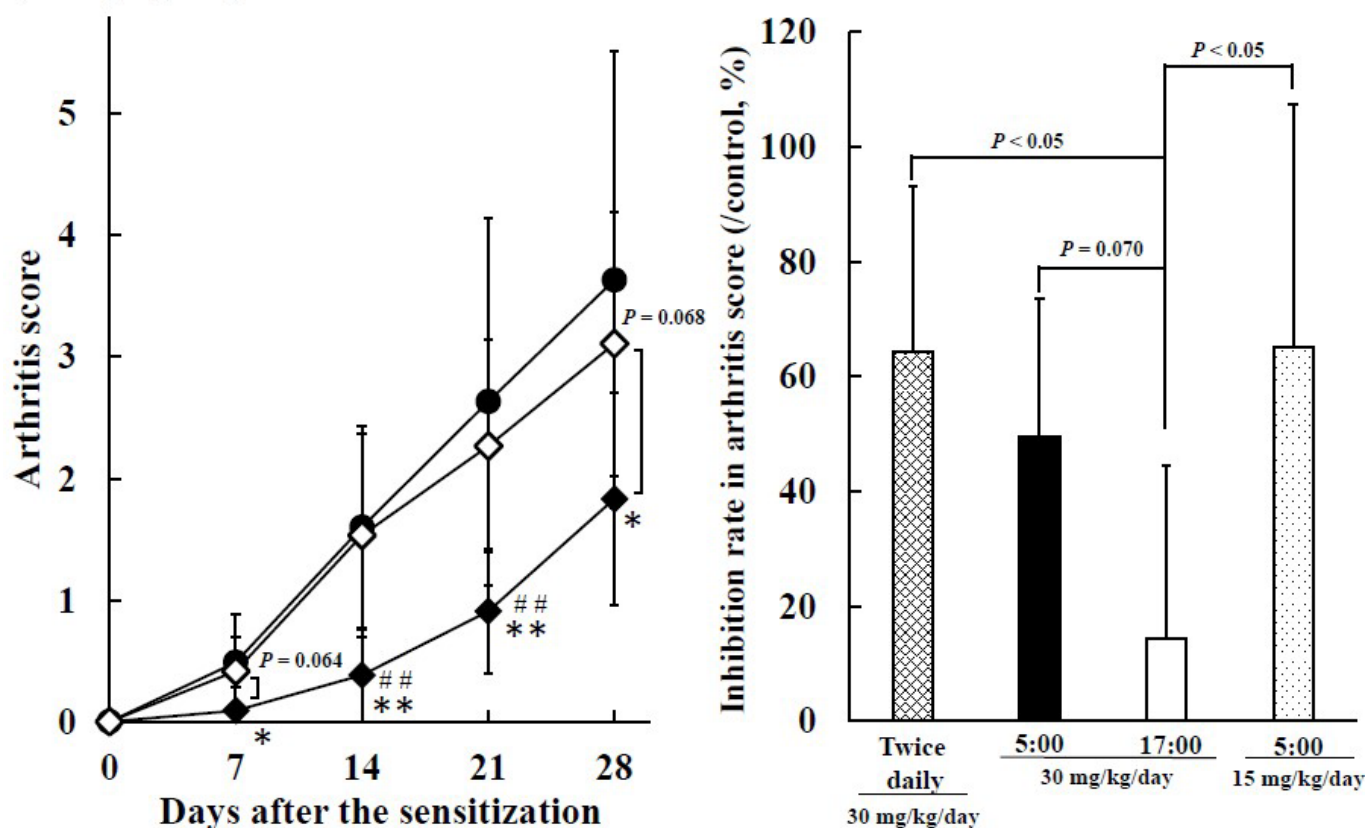 5
4
3
2
1
0
Arthritis score
P = 0.068
P = 0.064
*
# #
**
# #
**
*
0 7 14 21 28
Days after the sensitization
120
100
80
60
40
20
0
Inhibition rate in arthritis score (/control, %)
P < 0.05
P < 0.05
P = 0.070
Twice
daily
30 mg/kg/day
5:00 17:00
30 mg/kg/day
5:00
15 mg/kg/day